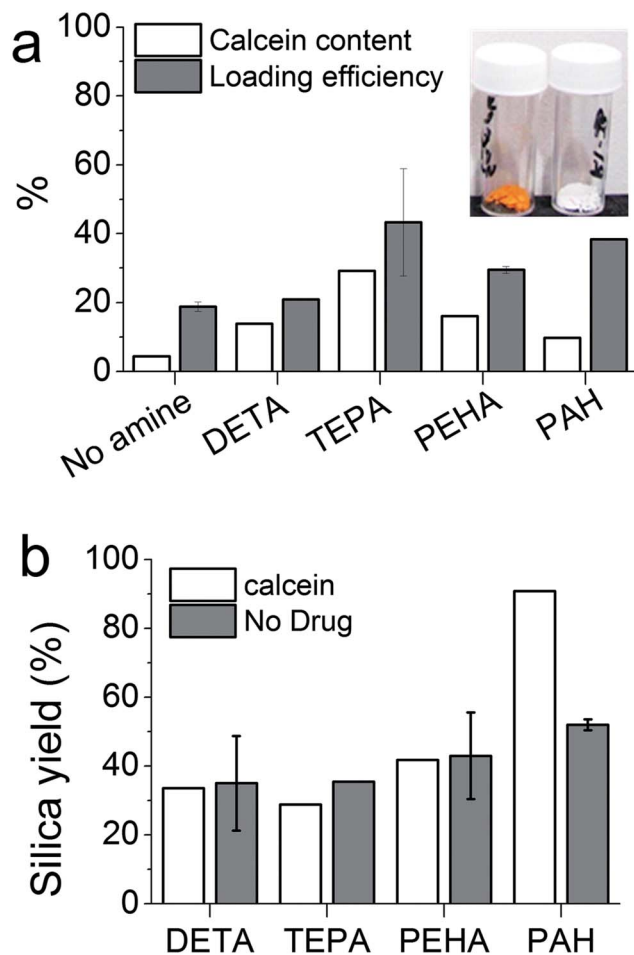 a
Calcein content
Loading efficiency
100
80
60
40
20
0
%
No amine
DETA
TEPA
PEHA
PAH
b
calcein
No Drug
100
80
60
40
20
0
Silica yield (%)
DETA
TEPA
PEHA
PAH